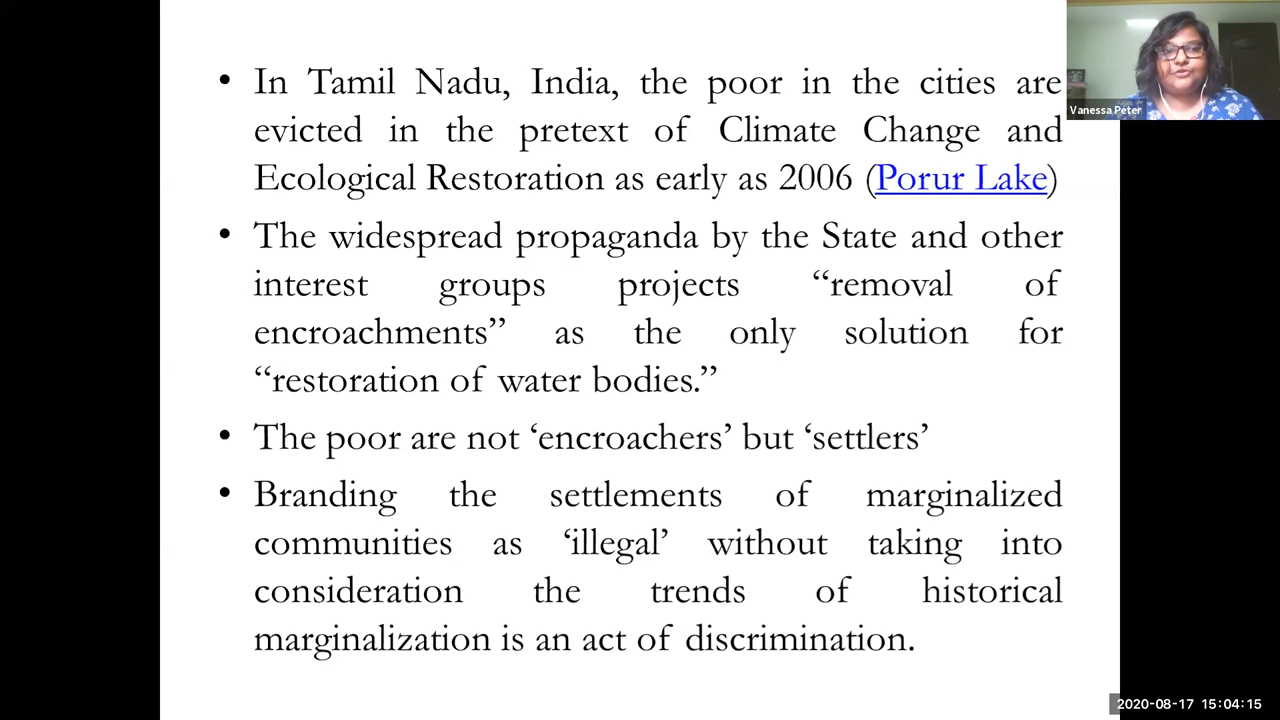 • In Tamil Nadu, India, the poor in the cities are
evicted in the pretext of Climate Change and
Ecological Restoration as early as 2006 (Porur Lake)
• The widespread propaganda by the State and other
interest groups projects “removal of
encroachments” as the only solution for
“restoration of water bodies.”
• The poor are not ‘encroachers’ but ‘settlers’
• Branding the settlements of marginalized
communities as ‘illegal’ without taking into
consideration the trends of historical
marginalization is an act of discrimination.
Vanessa Peter
2020-08-17 15:04:15